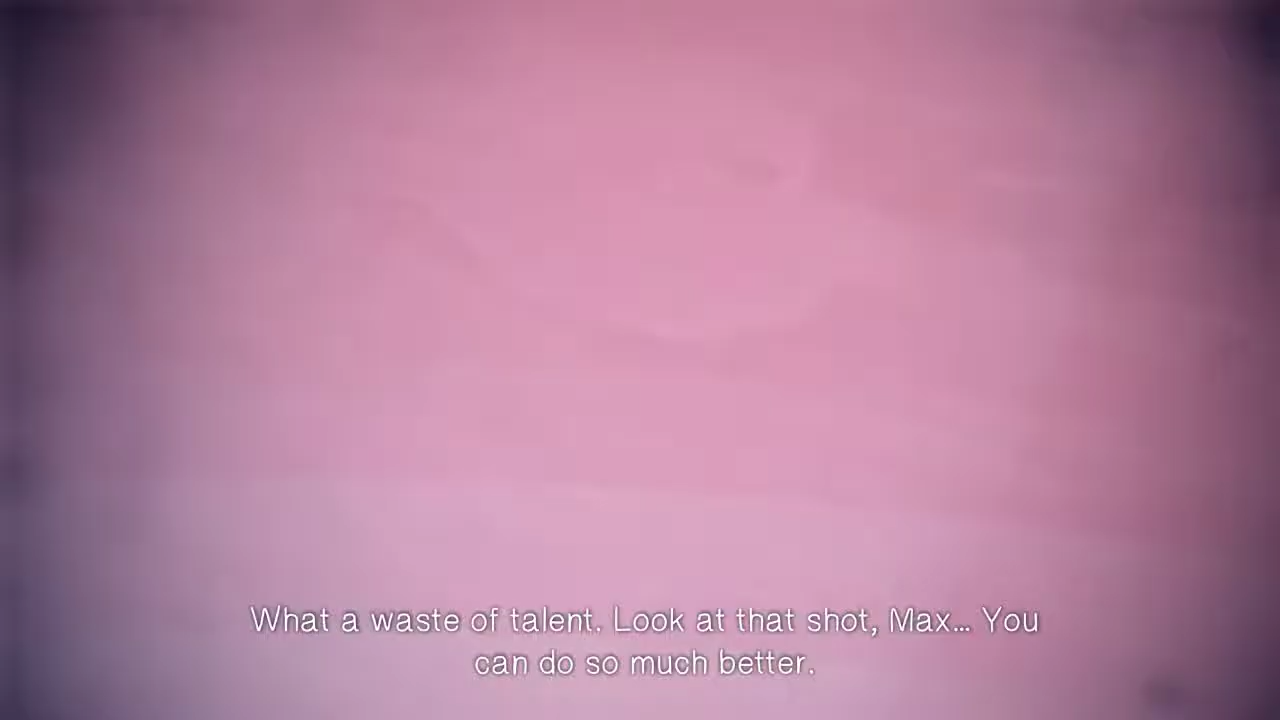 What a waste of talent. Look at that shot, Max... You
can do so much better.